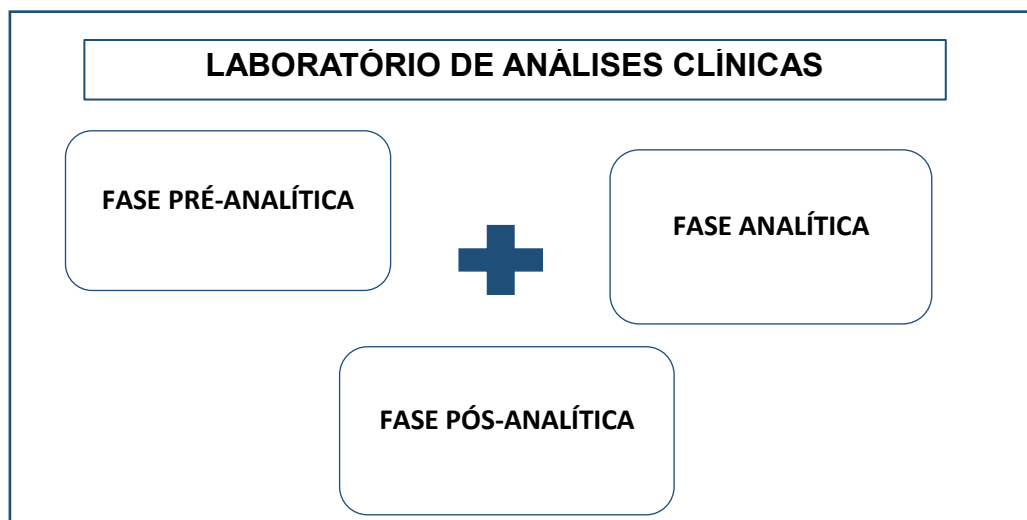 LABORATÓRIO DE ANÁLISES CLÍNICAS
FASE PRÉ-ANALÍTICA
FASE ANALÍTICA
FASE PÓS-ANALÍTICA